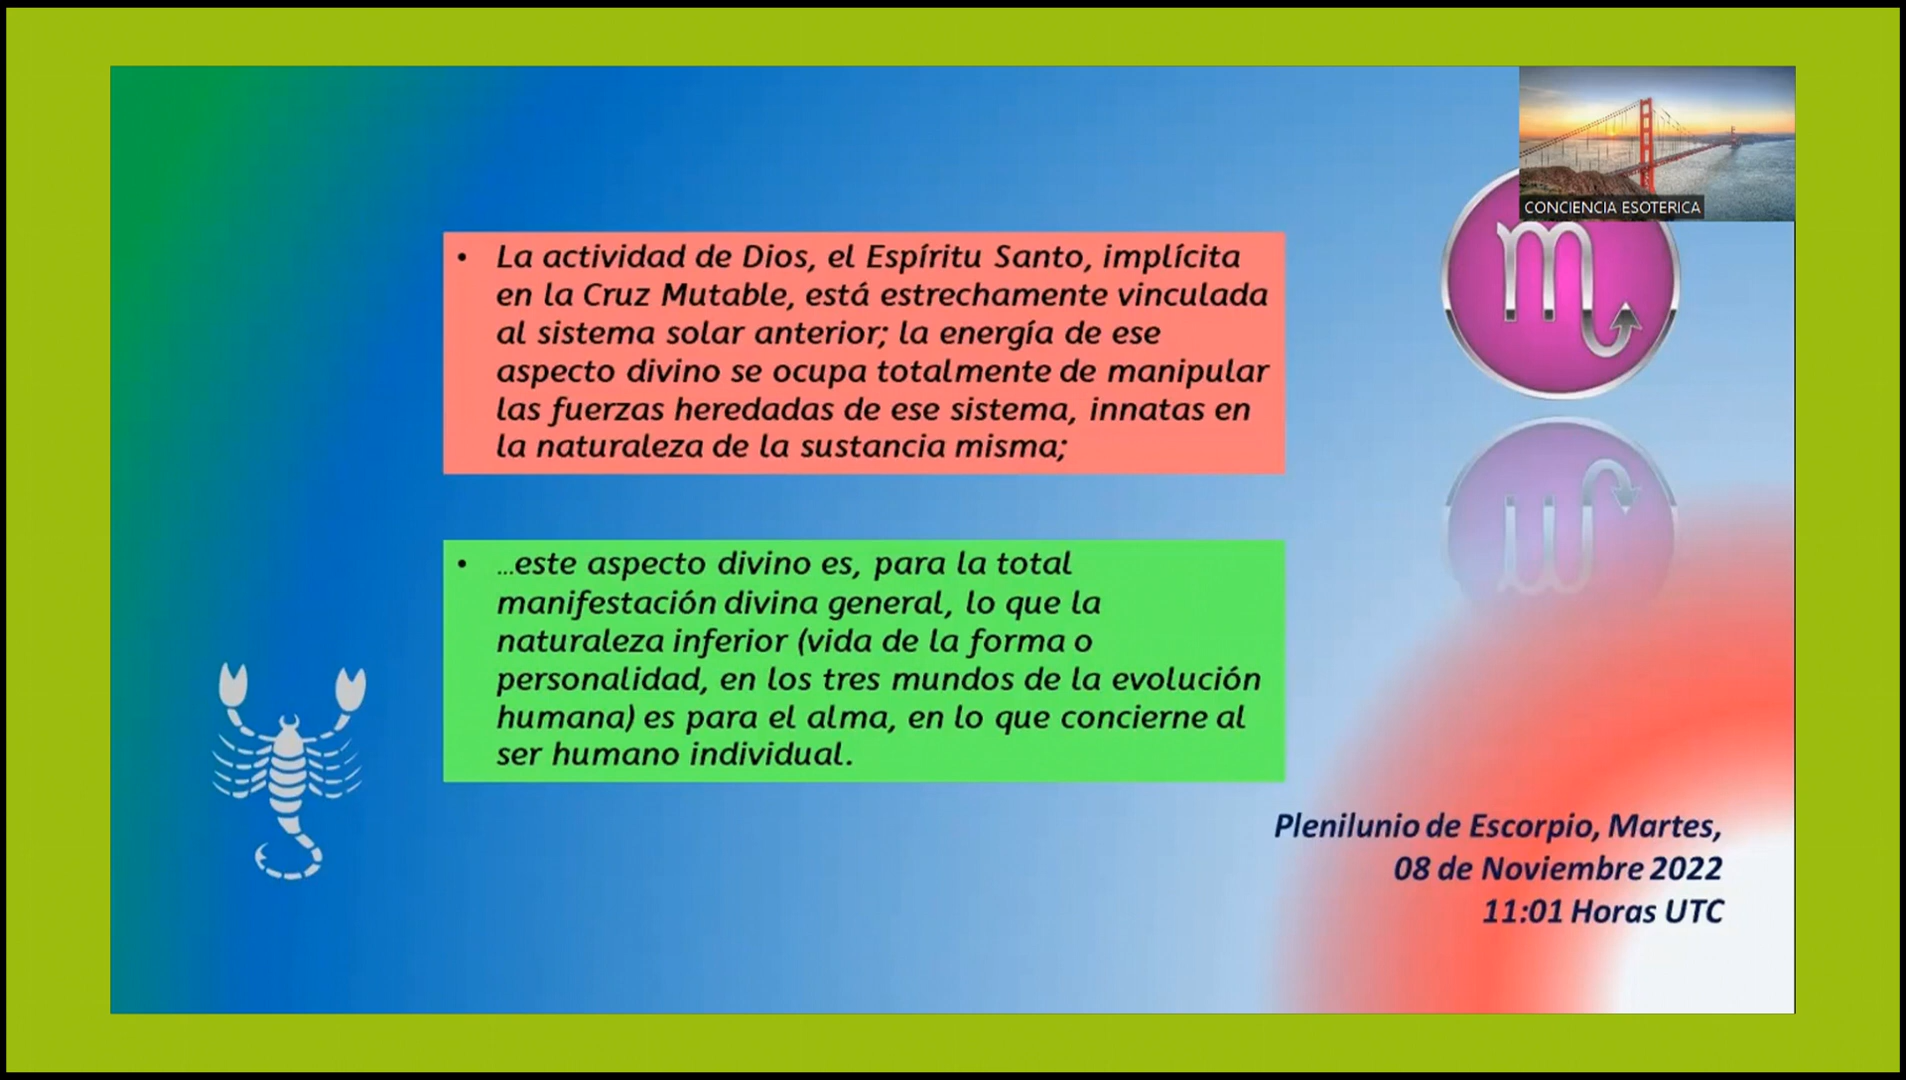 CONCIENCIA ESOTERICA
• La actividad de Dios, el Espíritu Santo, implícita
en la Cruz Mutable, está estrechamente vinculada
al sistema solar anterior; la energía de ese
aspecto divino se ocupa totalmente de manipular
las fuerzas heredadas de ese sistema, innatas en
la naturaleza de la sustancia misma;
• ...este aspecto divino es, para la total
manifestación divina general, lo que la
naturaleza inferior (vida de la forma o
personalidad, en los tres mundos de la evolución
humana) es para el alma, en lo que concierne al
ser humano individual.
Plenilunio de Escorpio, Martes,
08 de Noviembre 2022
11:01 Horas UTC